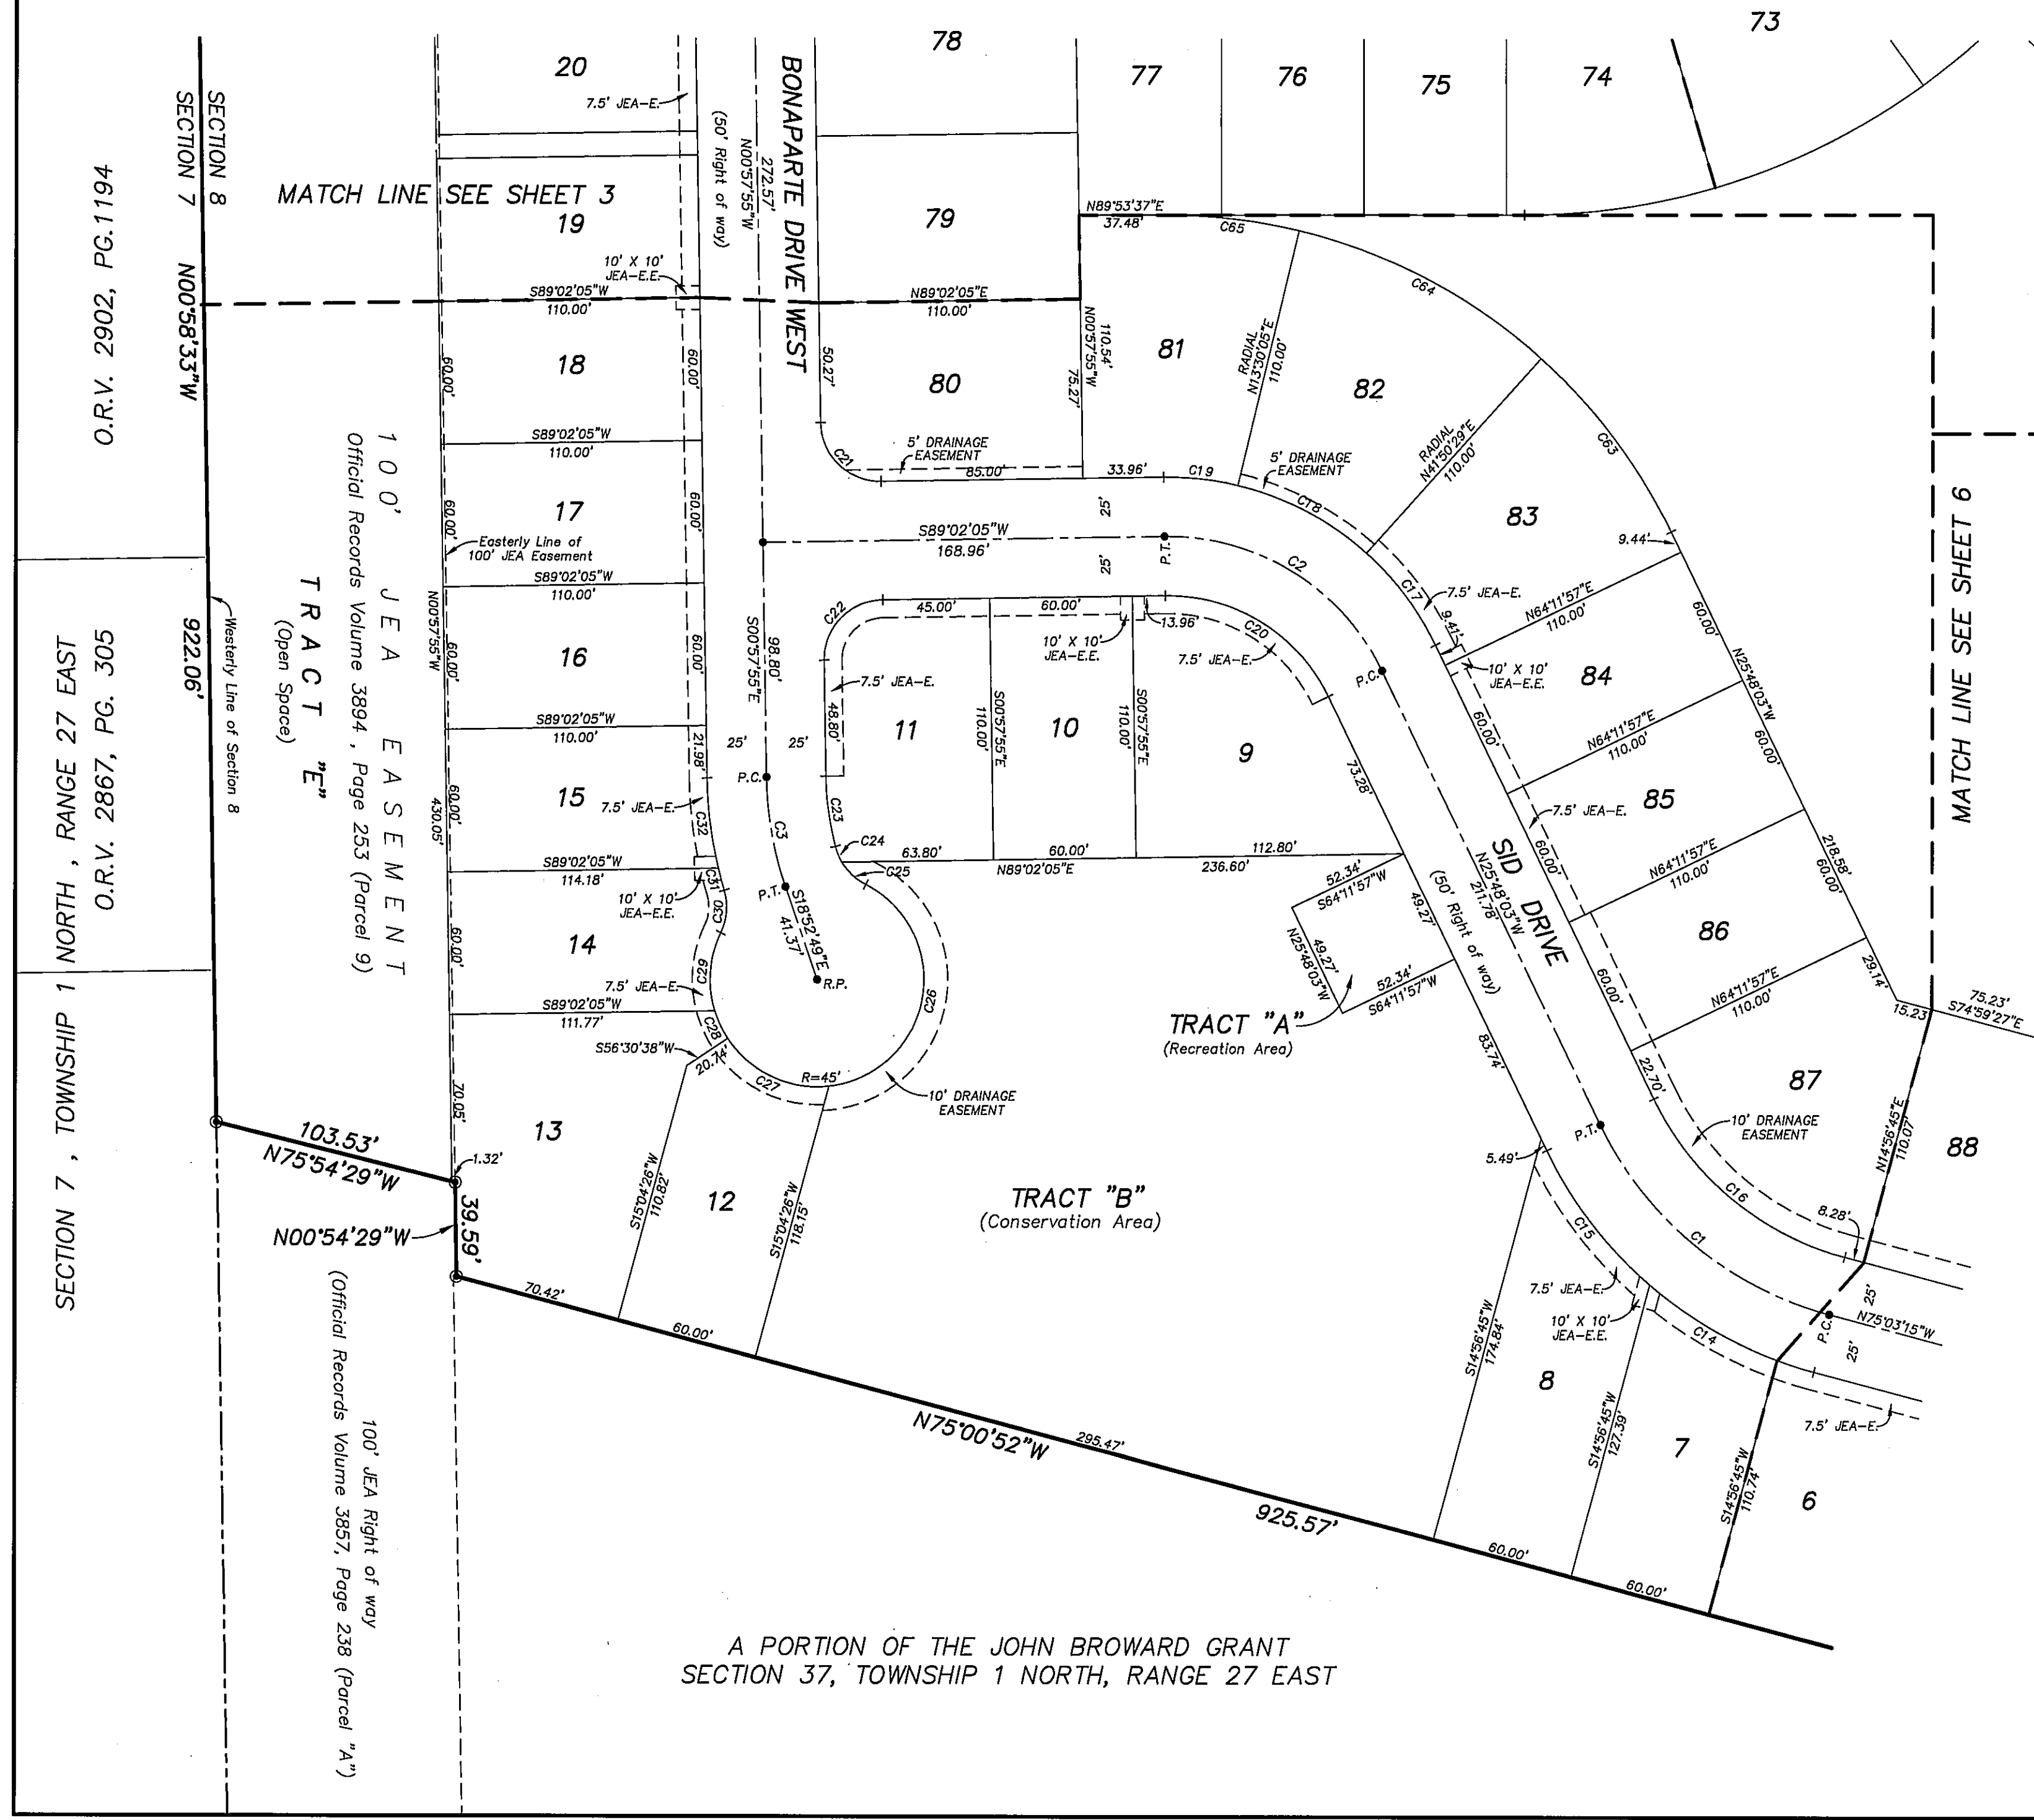 73
78
20
77
76
75
74
7.5' JEA-E.
BONAPARTE DRIVE WEST
(50' Right of way)
272.57'
N00°57'55"W
SECTION 8
SECTION 7
N00°58'33"W
922.06'
O.R.V. 2902, PG.1194
MATCH LINE SEE SHEET 3
19
79
N89°53'37"E
37.48'
C65
10' X 10'
JEA-E.E.
S89°02'05"W
110.00'
N89°02'05"E
110.00'
C64
18
60.00'
60.00'
50.27'
80
75.27'
110.54'
N00°57'55"W
81
RADIAL
N13°30'05"E
110.00'
82
RADIAL
N41°50'29"E
110.00'
C63
S89°02'05"W
110.00'
C21
5' DRAINAGE
EASEMENT
85.00'
33.96'
C19
5' DRAINAGE
EASEMENT
C18
83
9.44'
MATCH LINE SEE SHEET 6
100' JEA EASEMENT
Official Records Volume 3894 , Page 253 (Parcel 9)
TRACT "E"
(Open Space)
17
60.00'
60.00'
Easterly Line of
100' JEA Easement
25'
S89°02'05"W
168.96'
P.T.
25'
C2
C17
7.5' JEA-E.
9.41'
N64°11'57"E
110.00'
60.00'
S89°02'05"W
110.00'
N00°57'55"W
430.05'
16
60.00'
60.00'
S00°57'55"E
98.80'
C22
45.00'
60.00'
13.96'
10' X 10'
JEA-E.E.
C20
7.5' JEA-E.
P.C.
10' X 10'
JEA-E.E.
84
N25°48'03"W
218.58'
60.00'
60.00'
N64°11'57"E
110.00'
7.5' JEA-E.
48.80'
11
S00°57'55"E
110.00'
10
S00°57'55"E
110.00'
9
73.28'
S89°02'05"W
110.00'
21.98'
25'
25'
P.C.
15
60.00'
7.5' JEA-E.
C32
C3
C23
C24
C25
85
7.5' JEA-E.
60.00'
60.00'
N64°11'57"E
110.00'
SID DRIVE
(50' Right of way)
N25°48'03"W
211.78'
63.80'
60.00'
112.80'
N89°02'05"E
236.60'
S89°02'05"W
114.18'
C31
10' X 10'
JEA-E.E.
C30
P.T.
S18°52'49"E
41.37'
R.P.
52.34'
S64°11'57"W
49.27'
49.27'
N25°48'03"W
52.34'
S64°11'57"W
TRACT "A"
(Recreation Area)
83.74'
86
60.00'
N64°11'57"E
110.00'
29.14'
15.23'
75.23'
S74°59'27"E
Westerly Line of Section 8
SECTION 7 , TOWNSHIP 1 NORTH , RANGE 27 EAST
O.R.V. 2867, PG. 305
14
60.00'
C29
7.5' JEA-E.
C26
S89°02'05"W
111.77'
C28
S56°30'38"W
20.74'
C27
R=45'
10' DRAINAGE
EASEMENT
22.70'
87
10' DRAINAGE
EASEMENT
N14°56'45"E
110.07'
88
70.05'
13
103.53'
N75°54'29"W
1.32'
39.59'
N00°54'29"W
S15°04'26"W
110.82'
12
S15°04'26"W
118.15'
TRACT "B"
(Conservation Area)
5.49'
P.T.
C15
C16
8.28'
C1
7.5' JEA-E.
10' X 10'
JEA-E.E.
C14
25'
N75°03'15"W
P.C.
25'
7.5' JEA-E.
70.42'
60.00'
N75°00'52"W
295.47'
925.57'
S14°56'45"W
174.84'
8
S14°56'45"W
127.39'
7
S14°56'45"W
110.74'
6
60.00'
60.00'
100' JEA Right of way
(Official Records Volume 3857, Page 238 (Parcel "A")
A PORTION OF THE JOHN BROWARD GRANT
SECTION 37, TOWNSHIP 1 NORTH, RANGE 27 EAST